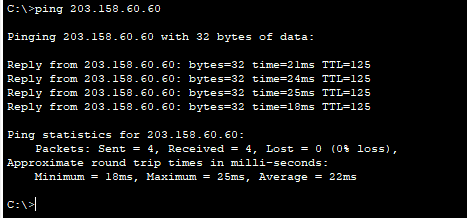 C:\>ping 203.158.60.60
Pinging 203.158.60.60 with 32 bytes of data:
Reply from 203.158.60.60: bytes=32 time=21ms TTL=125
Reply from 203.158.60.60: bytes=32 time=24ms TTL=125
Reply from 203.158.60.60: bytes=32 time=25ms TTL=125
Reply from 203.158.60.60: bytes=32 time=18ms TTL=125
Ping statistics for 203.158.60.60:
    Packets: Sent = 4, Received = 4, Lost = 0 (0% loss),
Approximate round trip times in milli-seconds:
    Minimum = 18ms, Maximum = 25ms, Average = 22ms
C:\>